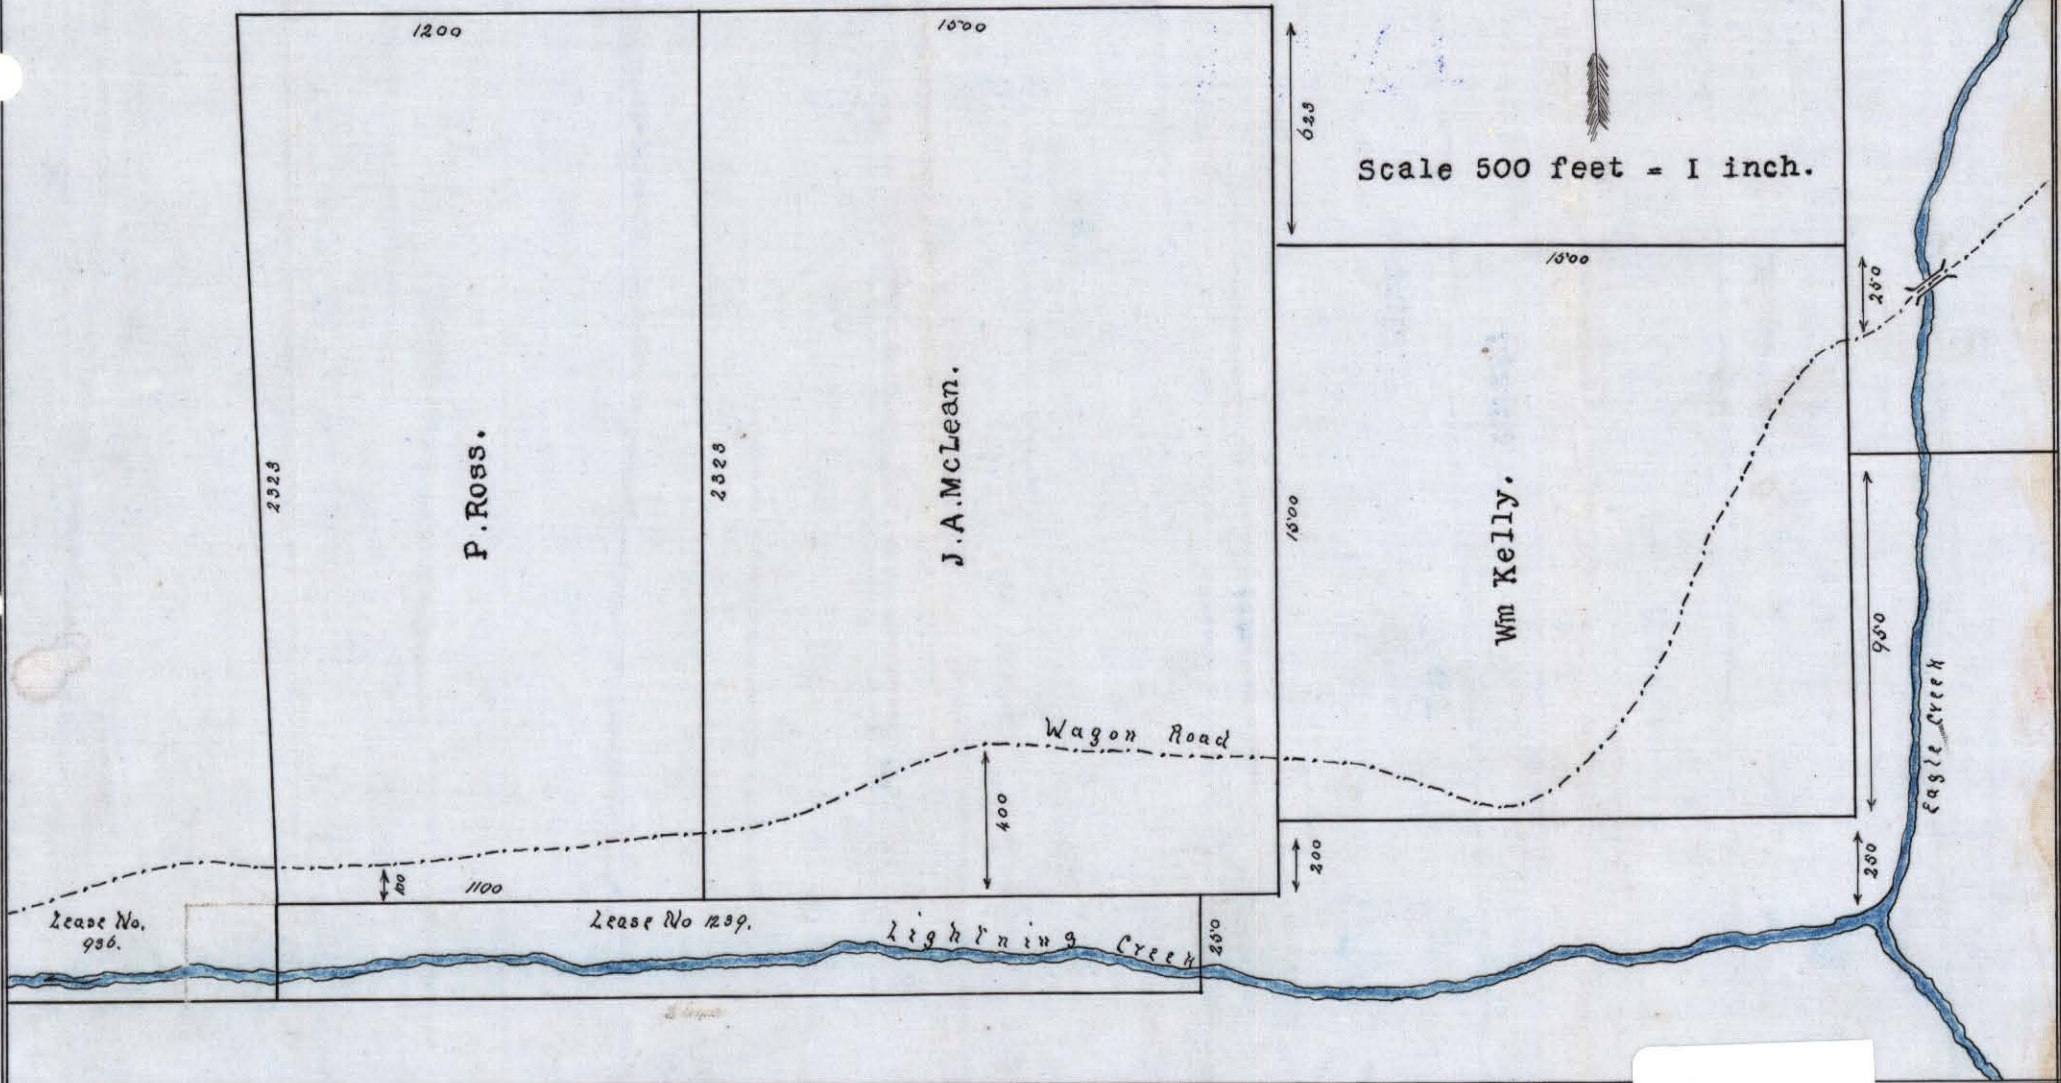 1200
1500
623
Scale 500 feet = I inch.
1500
250
P.Ross.
J.A.McLean.
Wm Kelly.
2323
2323
1500
950
Eagle Creek
Wagon Road
400
200
250
100
1100
Lease No.
936.
Lease No 1239.
Lightning Creek
250